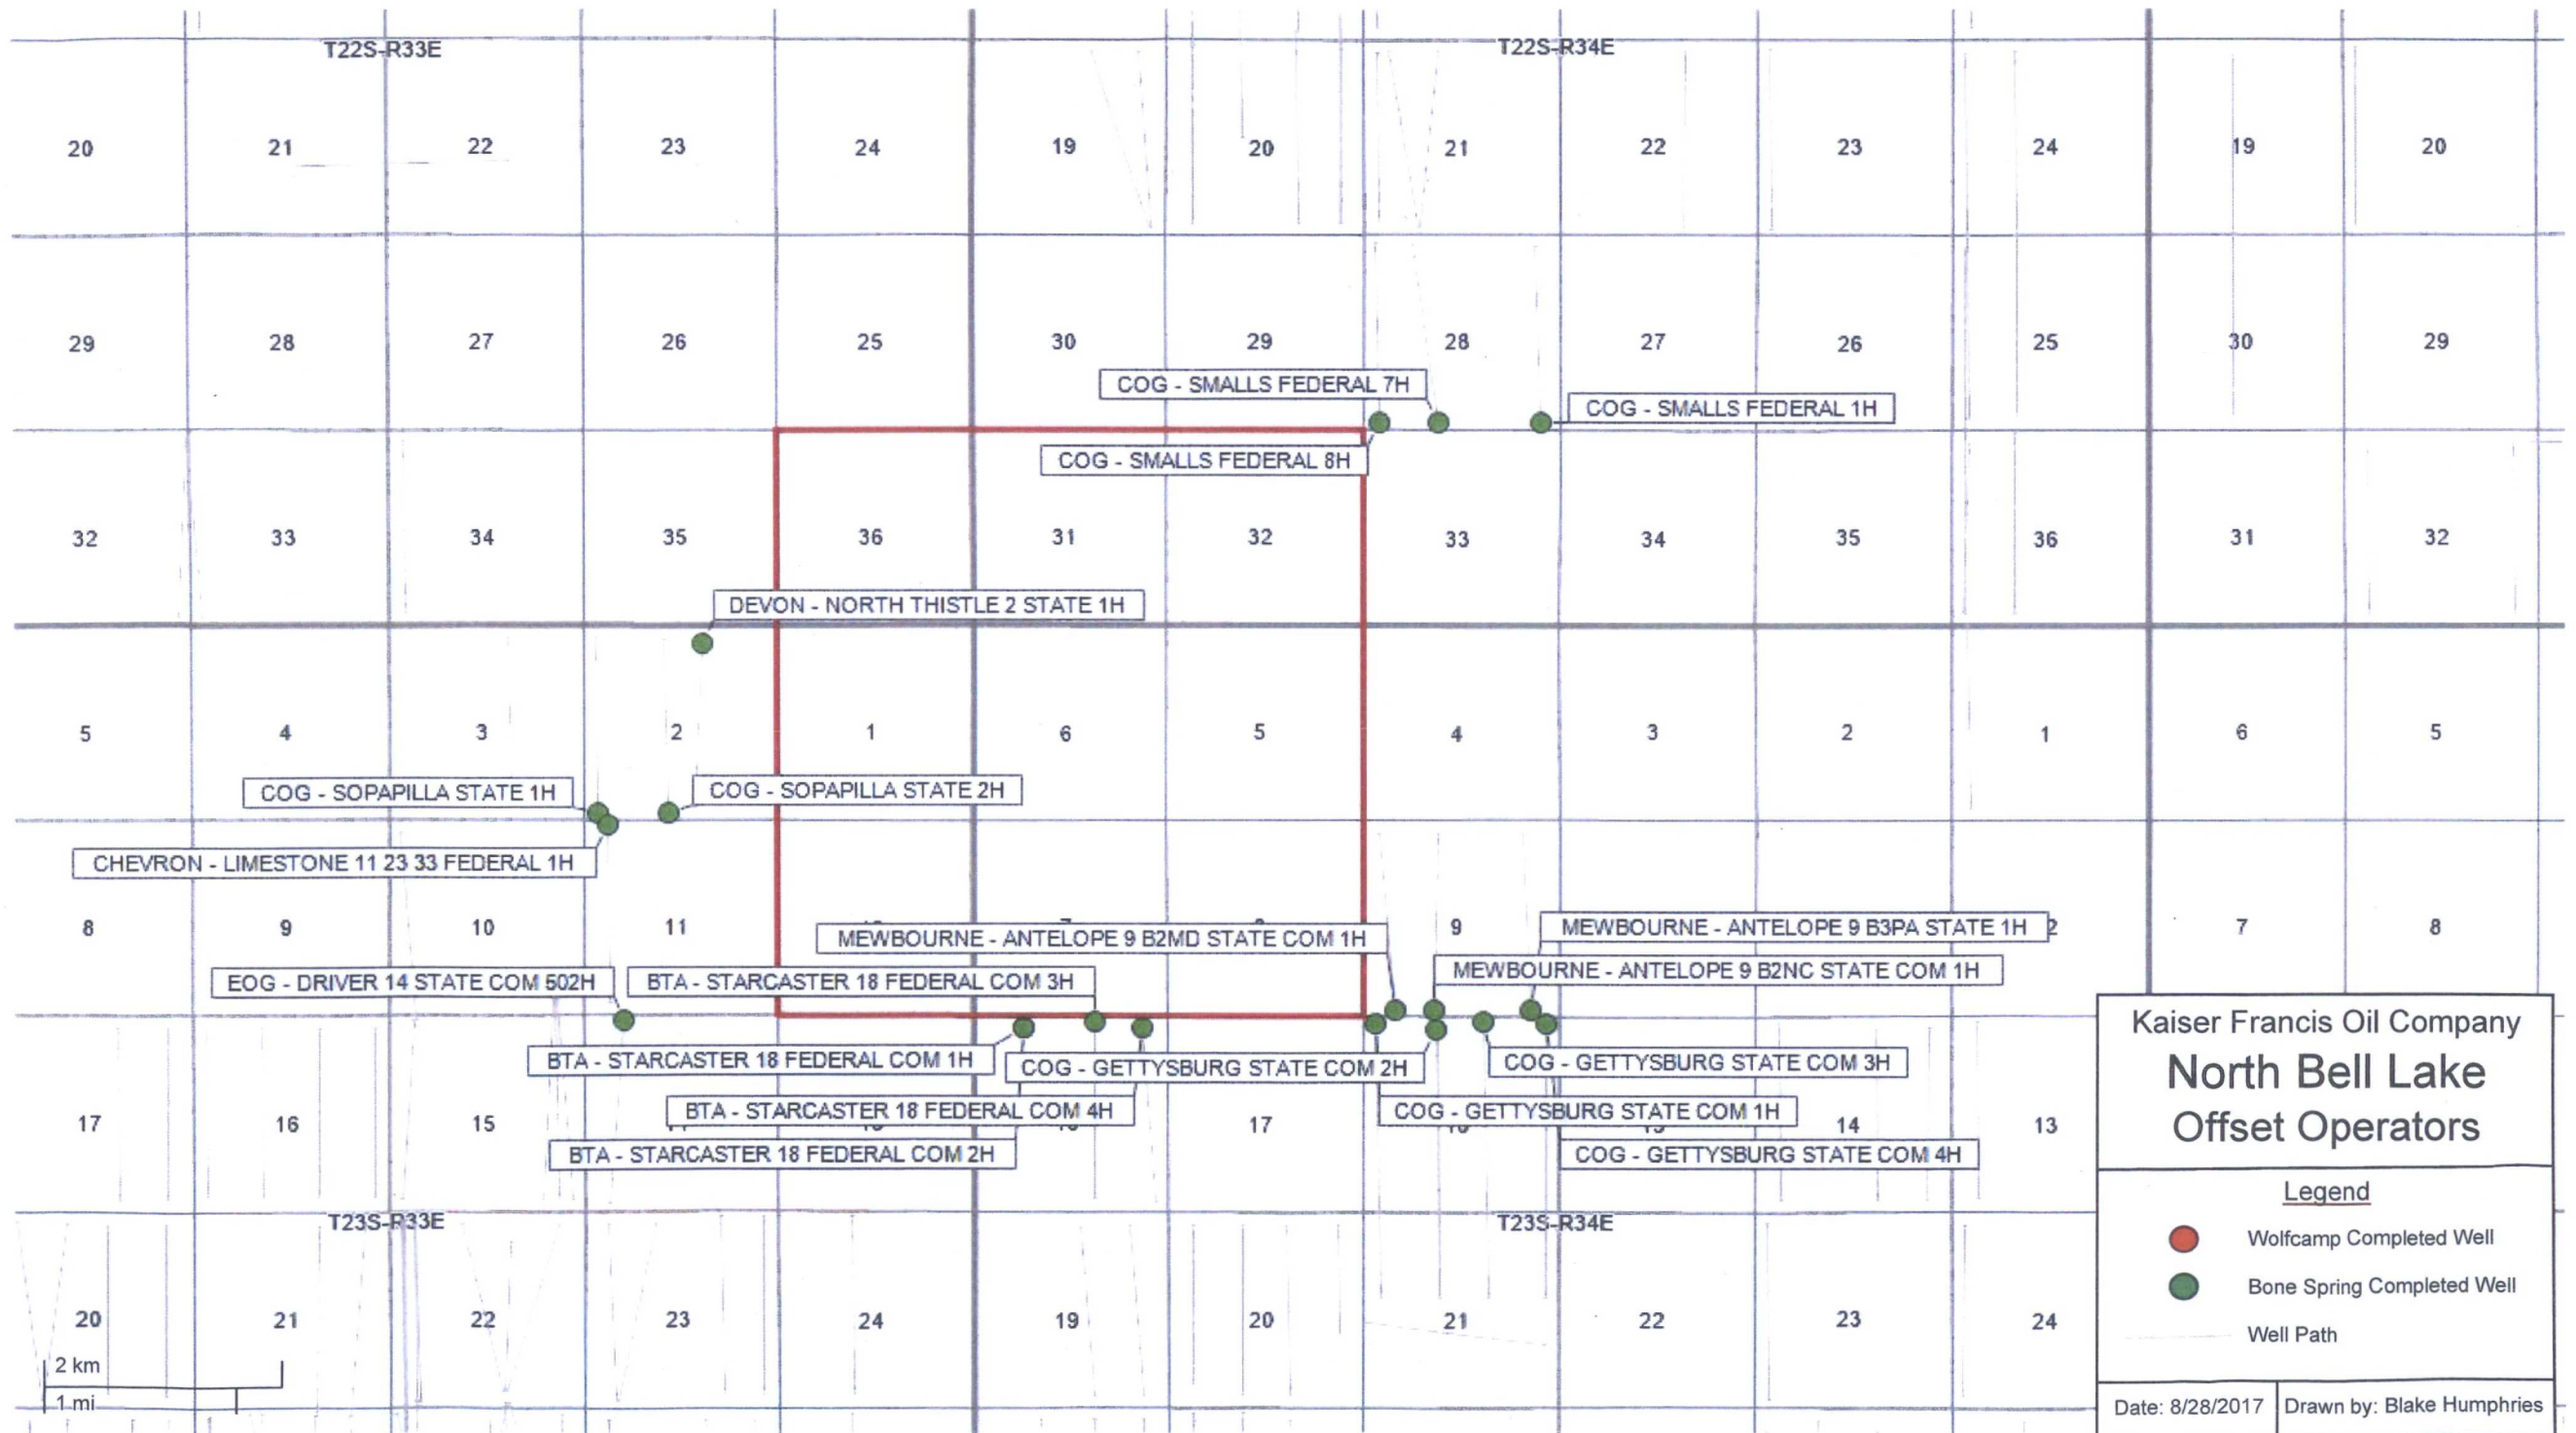 T22S-R33E T22S-R34E
20 21 22 23 24 19 20 21 22 23 24 19 20
29 28 27 26 25 30 29 28 27 26 25 30 29
COG - SMALLS FEDERAL 7H
COG - SMALLS FEDERAL 1H
COG - SMALLS FEDERAL 8H
32 33 34 35 36 31 32 33 34 35 36 31 32
DEVON - NORTH THISTLE 2 STATE 1H
5 4 3 2 1 6 5 4 3 2 1 6 5
COG - SOPAPILLA STATE 1H
COG - SOPAPILLA STATE 2H
CHEVRON - LIMESTONE 11 23 33 FEDERAL 1H
8 9 10 11 9 2 7 8
MEWBOURNE - ANTELOPE 9 B2MD STATE COM 1H
MEWBOURNE - ANTELOPE 9 B3PA STATE 1H
MEWBOURNE - ANTELOPE 9 B2NC STATE COM 1H
EOG - DRIVER 14 STATE COM 502H
BTA - STARCASTER 18 FEDERAL COM 3H
BTA - STARCASTER 18 FEDERAL COM 1H
COG - GETTYSBURG STATE COM 2H
COG - GETTYSBURG STATE COM 3H
BTA - STARCASTER 18 FEDERAL COM 4H
COG - GETTYSBURG STATE COM 1H
17 16 15 17 14 13
BTA - STARCASTER 18 FEDERAL COM 2H
COG - GETTYSBURG STATE COM 4H
T23S-R33E T23S-R34E
20 21 22 23 24 19 20 21 22 23 24
2 km
1 mi
Kaiser Francis Oil Company
North Bell Lake
Offset Operators
Legend
Wolfcamp Completed Well
Bone Spring Completed Well
Well Path
Date: 8/28/2017 Drawn by: Blake Humphries